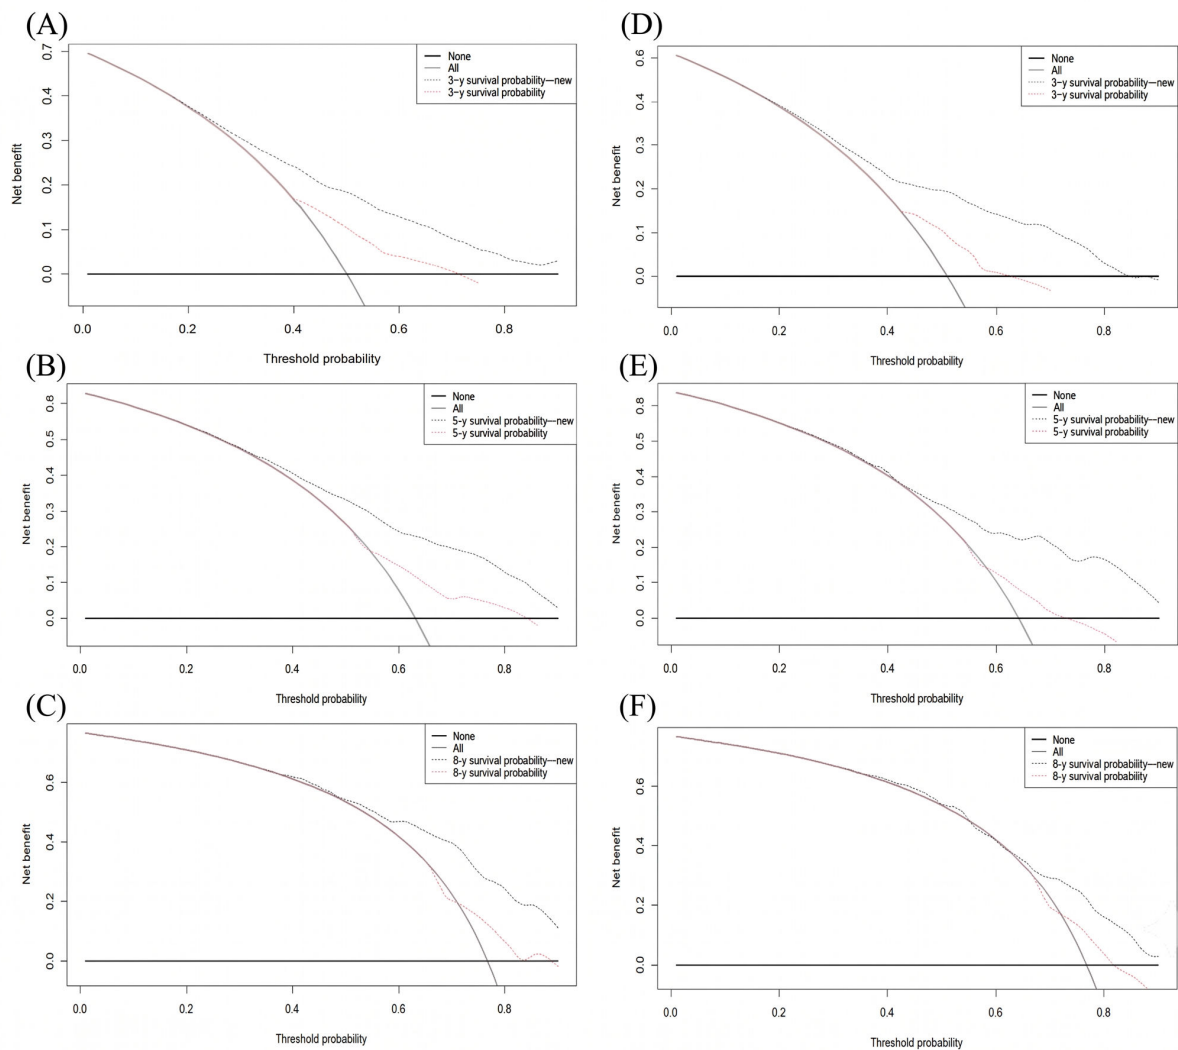 (A)
Net benefit
0.7
0.4
0.3
0.2
0.1
0.0
None
All
3-y survival probability—new
3-y survival probability
0.0 0.2 0.4 0.6 0.8
Threshold probability
(D)
Net benefit
0.6
0.4
0.3
0.2
0.1
0.0
None
All
3-y survival probability—new
3-y survival probability
0.0 0.2 0.4 0.6 0.8
Threshold probability
(B)
Net benefit
0.6
0.5
0.4
0.3
0.2
0.1
0.0
None
All
5-y survival probability—new
5-y survival probability
0.0 0.2 0.4 0.6 0.8
Threshold probability
(E)
Net benefit
0.8
0.5
0.4
0.3
0.2
0.1
0.0
None
All
5-y survival probability—new
5-y survival probability
0.0 0.2 0.4 0.6 0.8
Threshold probability
(C)
Net benefit
0.6
0.4
0.2
0.0
None
All
8-y survival probability—new
8-y survival probability
0.0 0.2 0.4 0.6 0.8
Threshold probability
(F)
Net benefit
0.6
0.4
0.2
0.0
None
All
8-y survival probability—new
8-y survival probability
0.0 0.2 0.4 0.6 0.8
Threshold probability